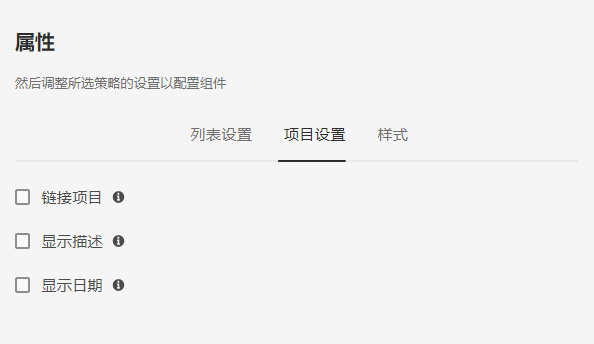 属性
然后调整所选策略的设置以配置组件
列表设置 项目设置 样式
链接项目
显示描述
显示日期